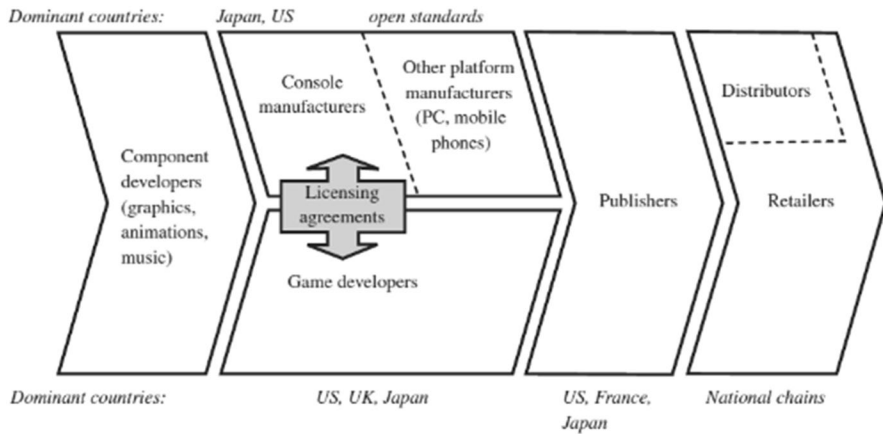 Dominant countries: Japan, US open standards
Console
manufacturers
Other platform
manufacturers
(PC, mobile
phones)
Distributors
Component
developers
(graphics,
animations,
music)
Licensing
agreements
Publishers
Retailers
Game developers
Dominant countries: US, UK, Japan US, France,
Japan
National chains